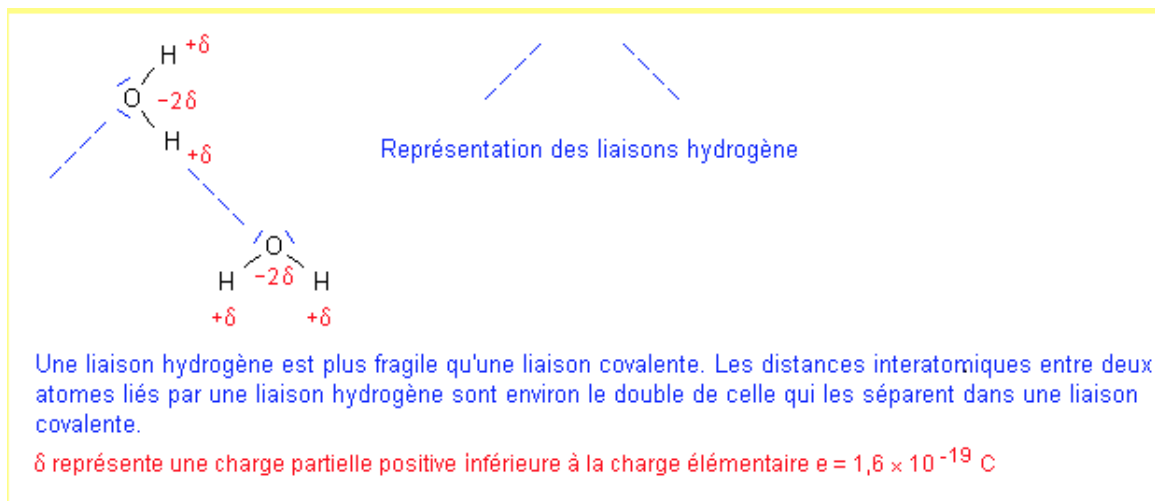 H +δ
O −2δ
H +δ
Représentation des liaisons hydrogène
O
H −2δ H
+δ +δ
Une liaison hydrogène est plus fragile qu'une liaison covalente. Les distances interatomiques entre deux
atomes liés par une liaison hydrogène sont environ le double de celle qui les séparent dans une liaison
covalente.
δ représente une charge partielle positive inférieure à la charge élémentaire e = 1,6 × 10⁻¹⁹ C